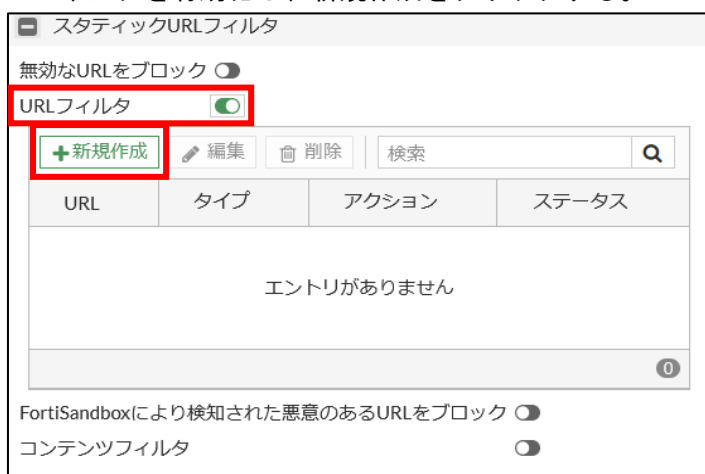 スタティックURLフィルタ
無効なURLをブロック
URLフィルタ
+新規作成 編集 削除 検索
URL タイプ アクション ステータス
エントリがありません
0
FortiSandboxにより検知された悪意のあるURLをブロック
コンテンツフィルタ